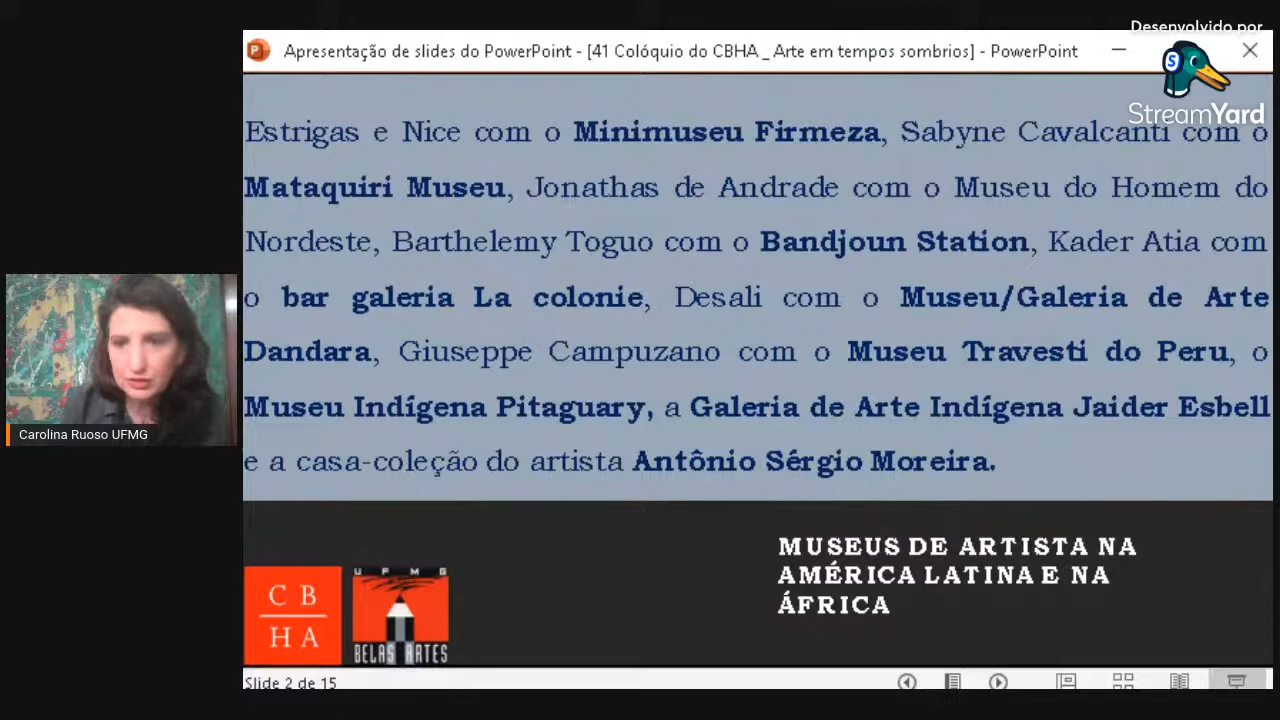 Desenvolvido por
StreamYard
Apresentação de slides do PowerPoint - [41 Colóquio do CBHA _ Arte em tempos sombrios] - PowerPoint
Estrigas e Nice com o Minimuseu Firmeza, Sabyne Cavalcanti com o
Mataquiri Museu, Jonathas de Andrade com o Museu do Homem do
Nordeste, Barthelemy Toguo com o Bandjoun Station, Kader Atia com
o bar galeria La colonie, Desali com o Museu/Galeria de Arte
Dandara, Giuseppe Campuzano com o Museu Travesti do Peru, o
Museu Indígena Pitaguary, a Galeria de Arte Indígena Jaider Esbell
e a casa-coleção do artista Antônio Sérgio Moreira.
Carolina Ruoso UFMG
MUSEUS DE ARTISTA NA
AMÉRICA LATINA E NA
ÁFRICA
CB
HA
UFMG
BELAS ARTES
Slide 2 de 15